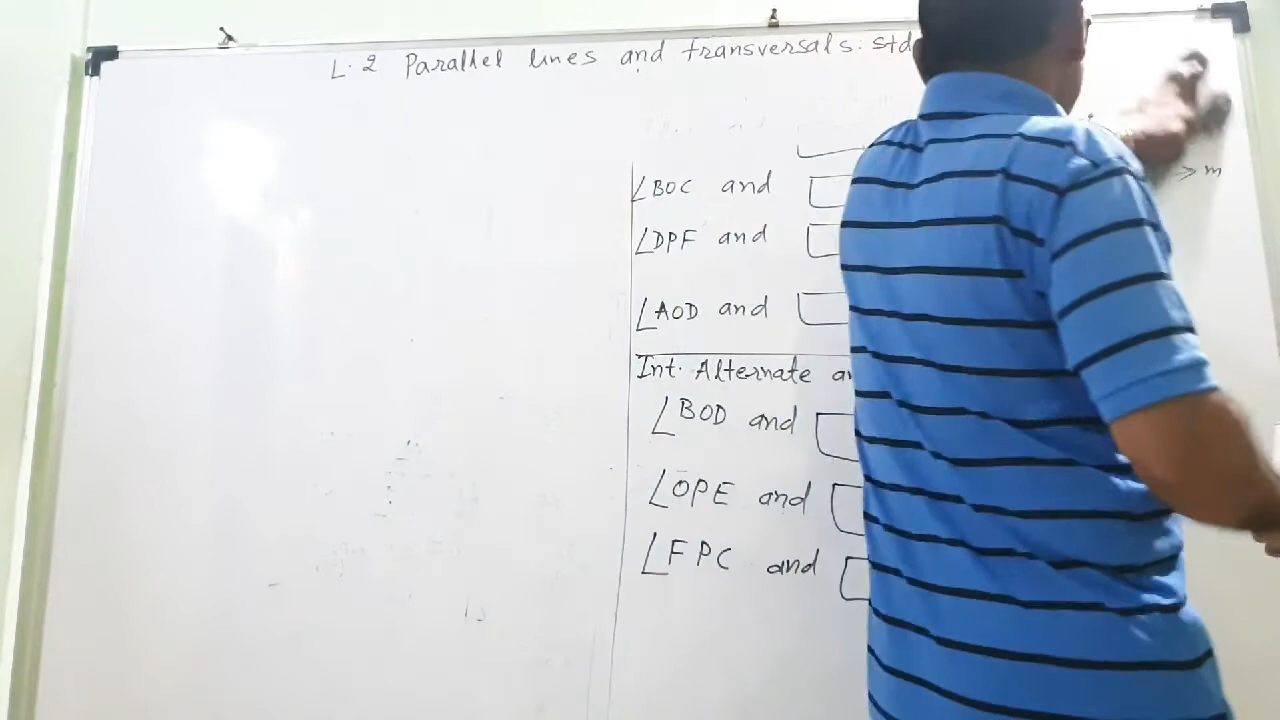 L. 2 Parallel lines and transversals. Std
→ m
∠BOC and
∠DPF and
∠AOD and
Int. Alternate
∠BOD and
∠OPE and
∠FPC and